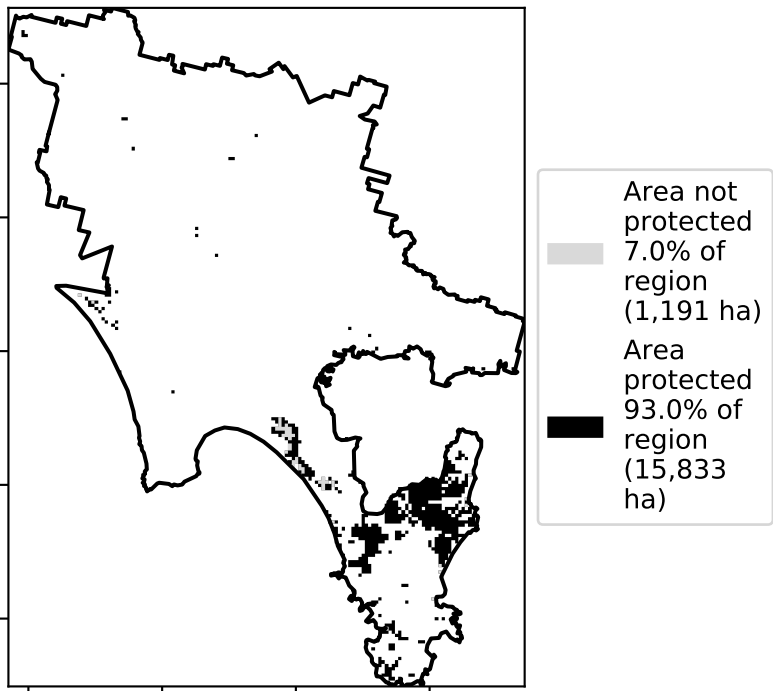 Area not
protected
7.0% of
region
(1,191 ha)
Area
protected
93.0% of
region
(15,833
ha)